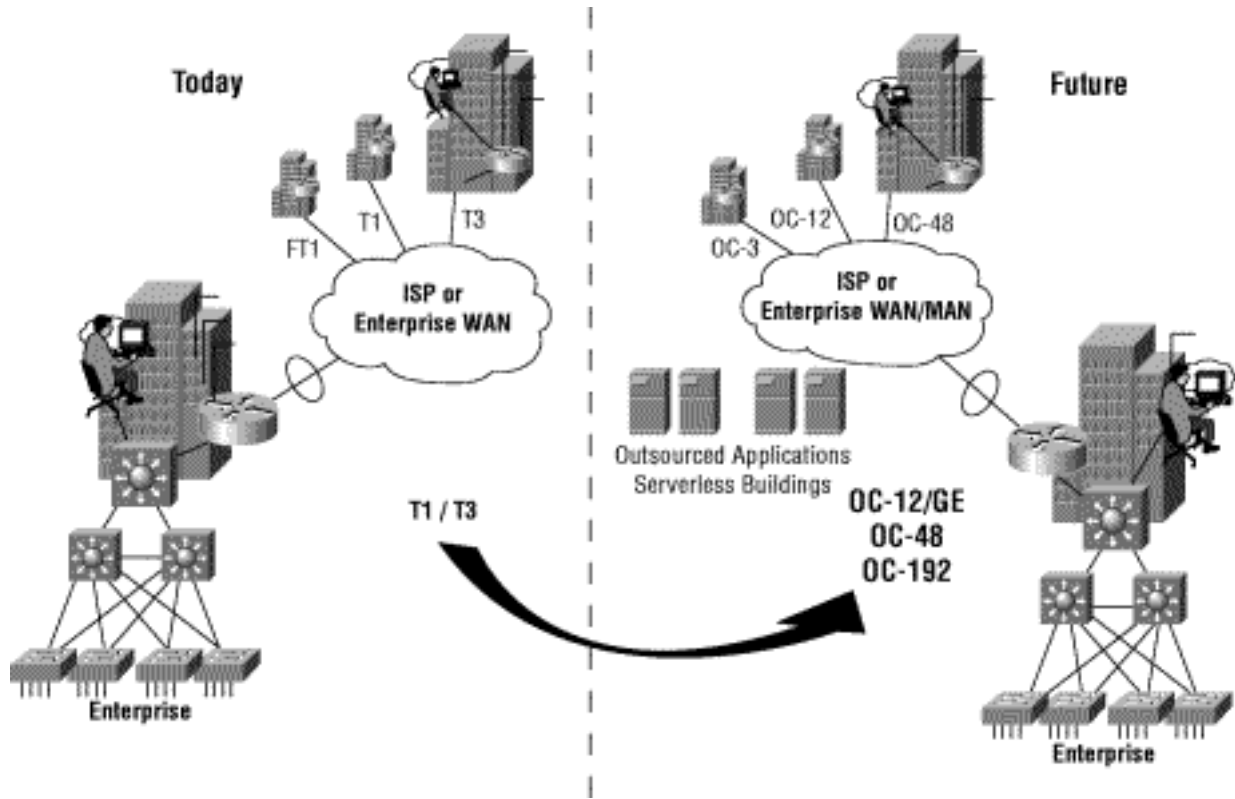 Today
FT1
T1
T3
ISP or
Enterprise WAN
T1 / T3
Enterprise
Future
OC-3
OC-12
OC-48
ISP or
Enterprise WAN/MAN
Outsourced Applications
Serverless Buildings
OC-12/GE
OC-48
OC-192
Enterprise